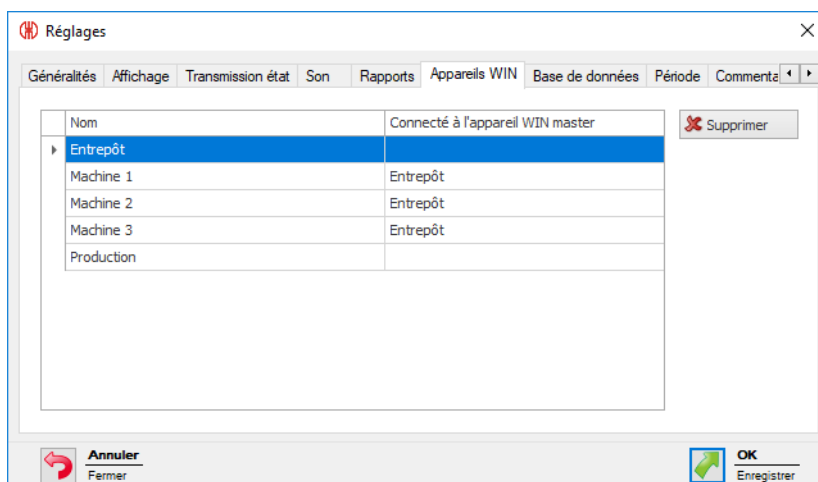 Réglages
Généralités Affichage Transmission état Son Rapports Appareils WIN Base de données Période Commenta
Nom Connecté à l'appareil WIN master Supprimer
Entrepôt
Machine 1 Entrepôt
Machine 2 Entrepôt
Machine 3 Entrepôt
Production
Annuler OK
Fermer Enregistrer